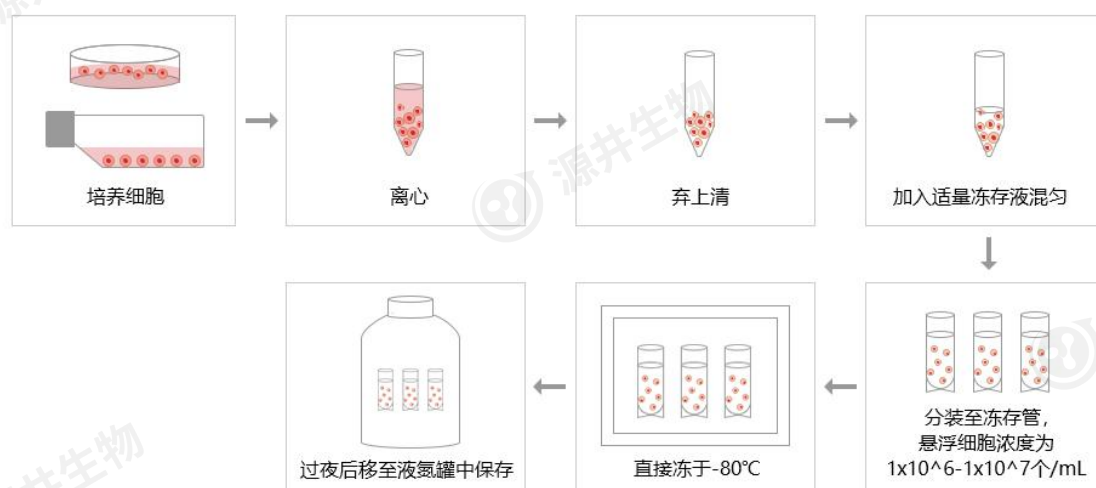 培养细胞
离心
弃上清
加入适量冻存液混匀
分装至冻存管，
悬浮细胞浓度为
1x10^6-1x10^7个/mL
直接冻于-80℃
过夜后移至液氮罐中保存
源井生物
源井生物